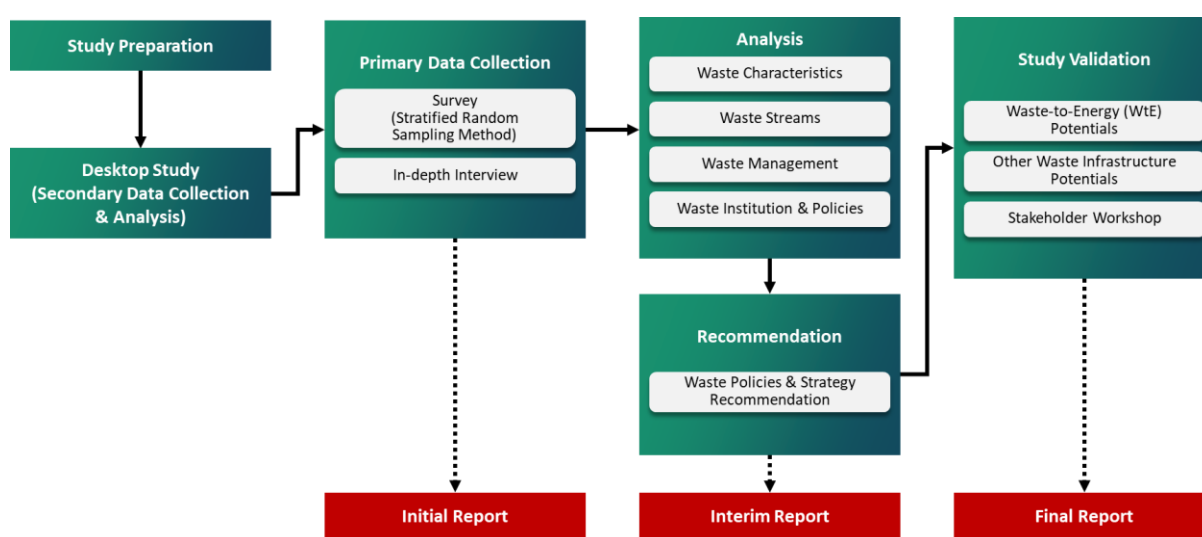 Study Preparation
Desktop Study
(Secondary Data Collection
& Analysis)
Primary Data Collection
Survey
(Stratified Random
Sampling Method)
In-depth Interview
Analysis
Waste Characteristics
Waste Streams
Waste Management
Waste Institution & Policies
Recommendation
Waste Policies & Strategy
Recommendation
Study Validation
Waste-to-Energy (WtE)
Potentials
Other Waste Infrastructure
Potentials
Stakeholder Workshop
Initial Report
Interim Report
Final Report